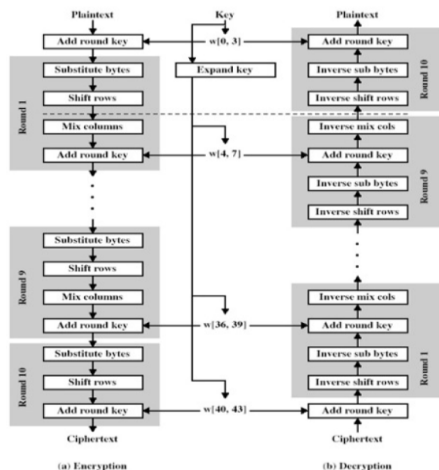 Plaintext
Key
Plaintext
Add round key
w[0, 3]
Add round key
Round 1
Substitute bytes
Expand key
Inverse sub bytes
Round 10
Shift rows
Inverse shift rows
Mix columns
Inverse mix cols
Round 9
Add round key
w[4, 7]
Add round key
Inverse sub bytes
Inverse shift rows
Round 9
Substitute bytes
Shift rows
Mix columns
Inverse mix cols
Round 1
Add round key
w[36, 39]
Add round key
Round 10
Substitute bytes
Inverse sub bytes
Shift rows
Inverse shift rows
Add round key
w[40, 43]
Add round key
Ciphertext
Ciphertext
(a) Encryption
(b) Decryption